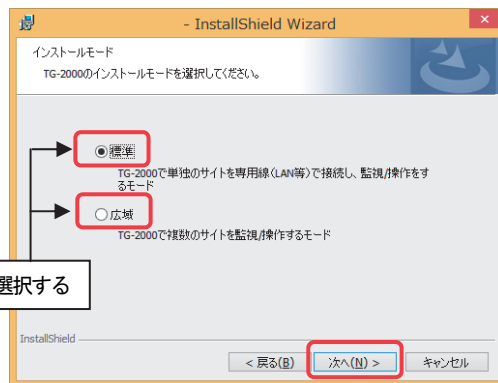 - InstallShield Wizard
インストールモード
TG-2000のインストールモードを選択してください。
標準
TG-2000で単独のサイトを専用線(LAN等)で接続し、監視/操作をす
るモード
広域
TG-2000で複数のサイトを監視/操作するモード
選択する
InstallShield
< 戻る(B)
次へ(N) >
キャンセル